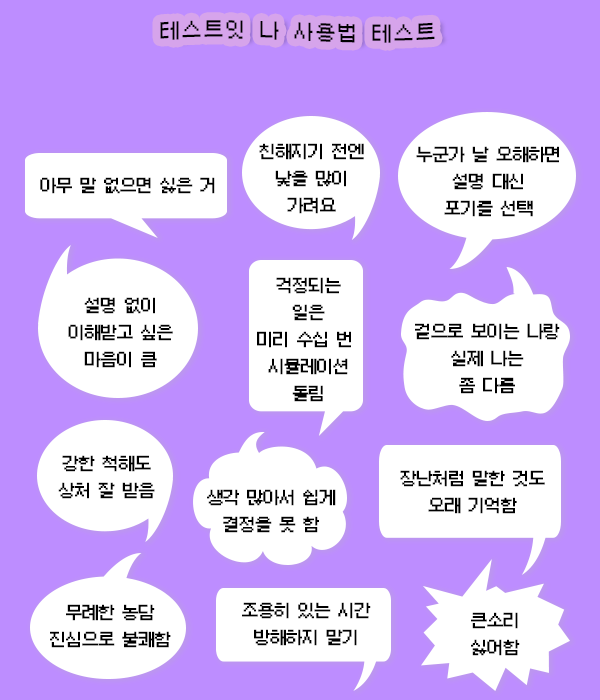 테스트잇 나 사용법 테스트
아무 말 없으면 싫은 거
친해지기 전엔
낯을 많이
가려요
누군가 날 오해하면
설명 대신
포기를 선택
설명 없이
이해받고 싶은
마음이 큼
걱정되는
일은
미리 수십 번
시뮬레이션
돌림
겉으로 보이는 나랑
실제 나는
좀 다름
강한 척해도
상처 잘 받음
생각 많아서 쉽게
결정을 못 함
장난처럼 말한 것도
오래 기억함
무례한 농담
진심으로 불쾌함
조용히 있는 시간
방해하지 말기
큰소리
싫어함